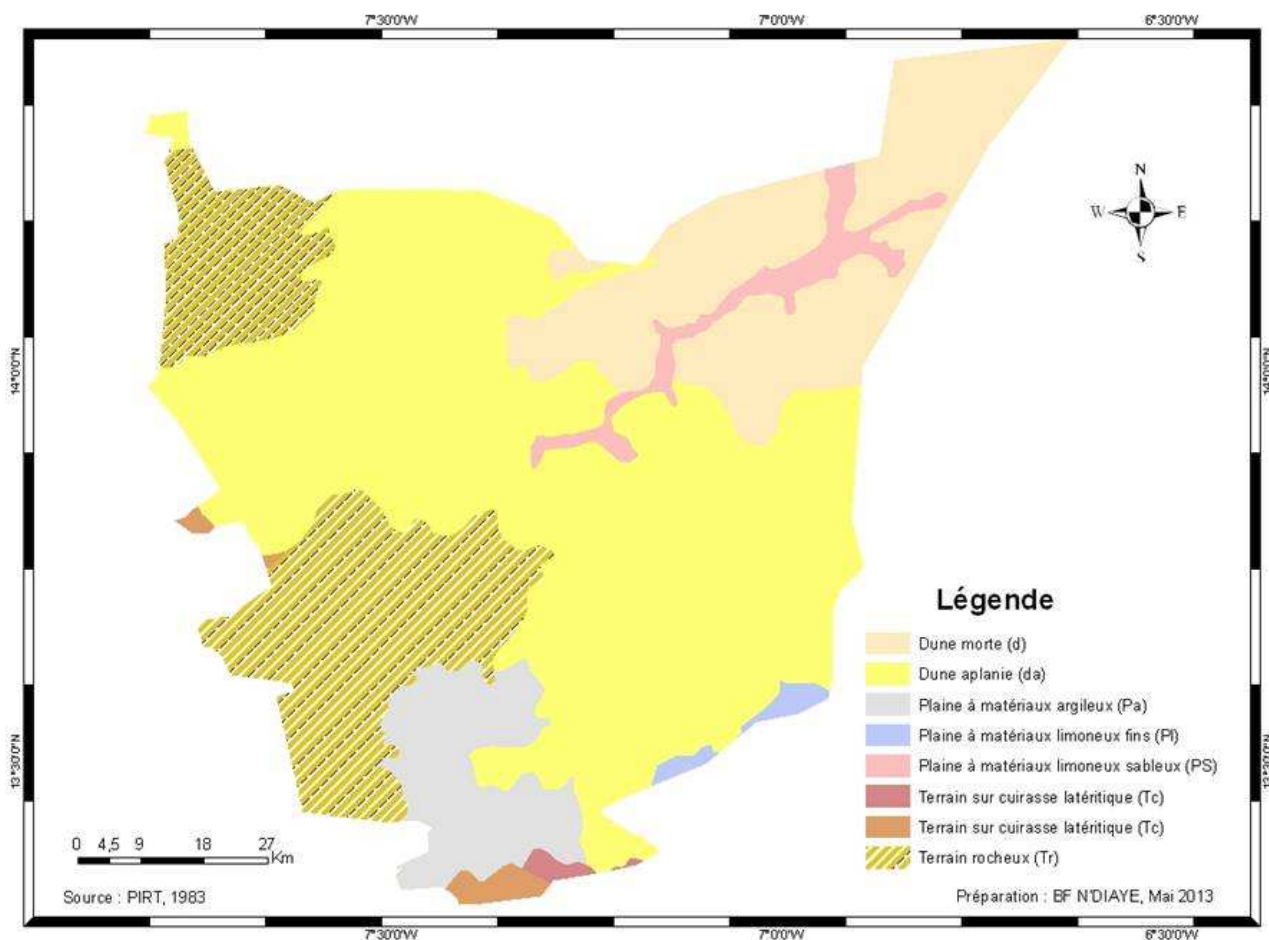 7°30'0"W 7°0'0"W 6°30'0"W
N
W E
S
14°0'0"N 14°0'0"N
Légende
Dune morte (d)
Dune aplanie (da)
Plaine à matériaux argileux (Pa)
Plaine à matériaux limoneux fins (Pl)
Plaine à matériaux limoneux sableux (PS)
Terrain sur cuirasse latéritique (Tc)
Terrain sur cuirasse latéritique (Tc)
Terrain rocheux (Tr)
13°30'0"N 13°30'0"N
0 4,5 9 18 27
Km
Source : PIRT, 1983
Préparation : BF N'DIAYE, Mai 2013
7°30'0"W 7°0'0"W 6°30'0"W